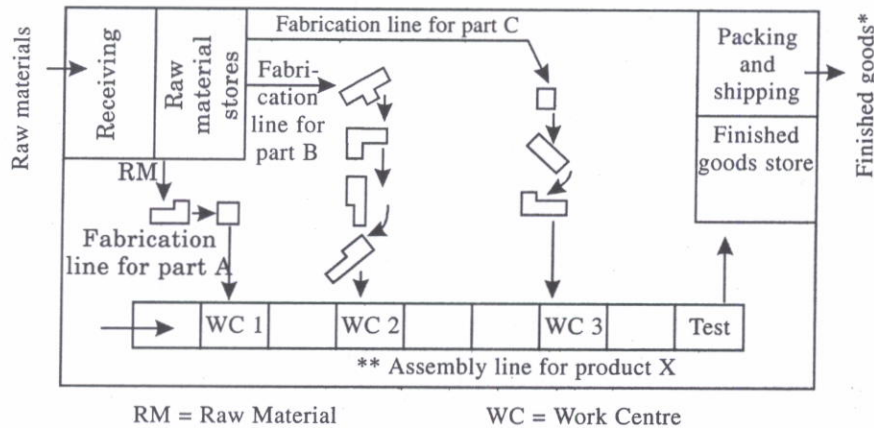 Raw materials
Receiving
Raw
material
stores
Fabrication line for part C
Fabri-
cation
line for
part B
Packing
and
shipping
Finished
goods store
Finished goods*
RM
Fabrication
line for part A
WC 1
WC 2
WC 3
Test
** Assembly line for product X
RM = Raw Material
WC = Work Centre